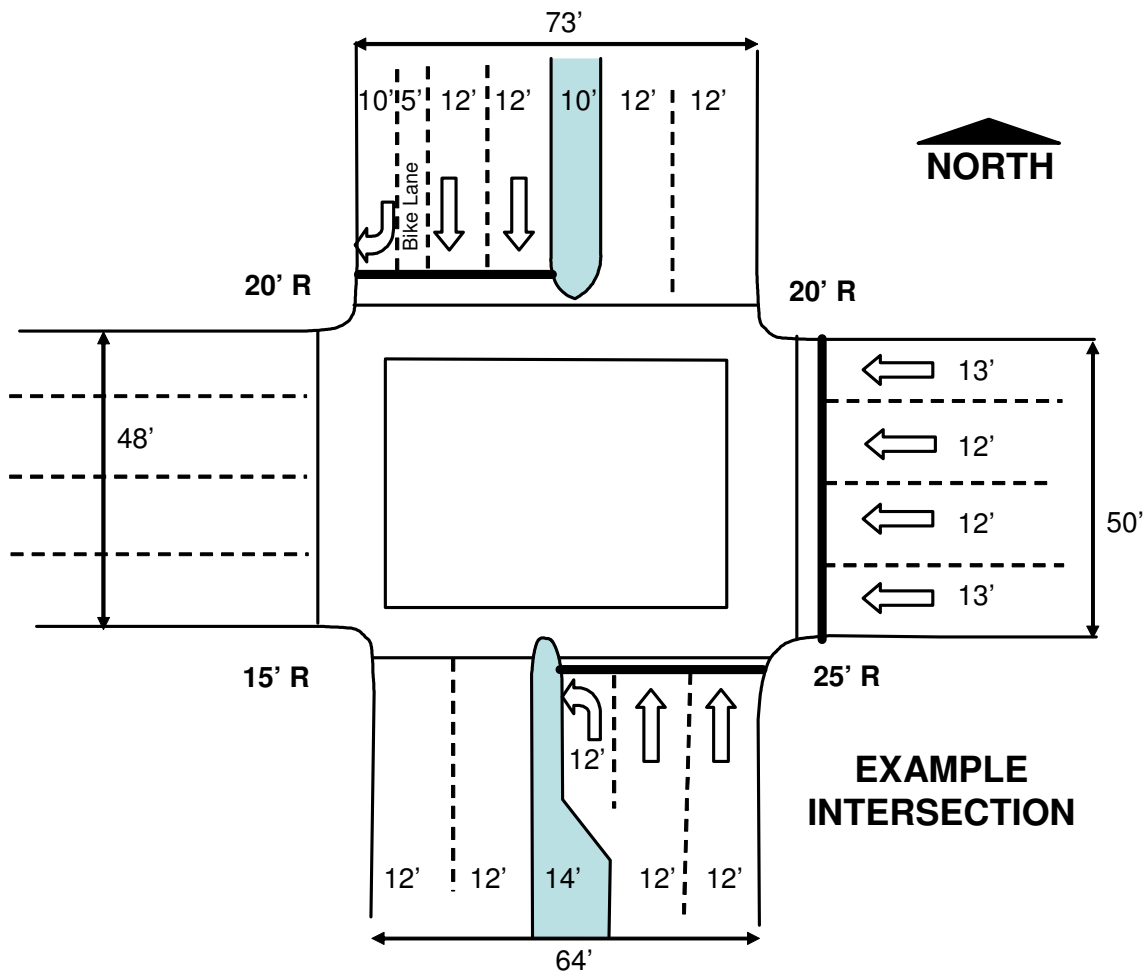 73’
10’ 5’ 12’ 12’ 10’ 12’ 12’
Bike Lane
NORTH
20’ R
20’ R
13’
48’
12’
12’
50’
13’
15’ R
25’ R
12’
EXAMPLE
INTERSECTION
12’ 12’ 14’ 12’ 12’
64’